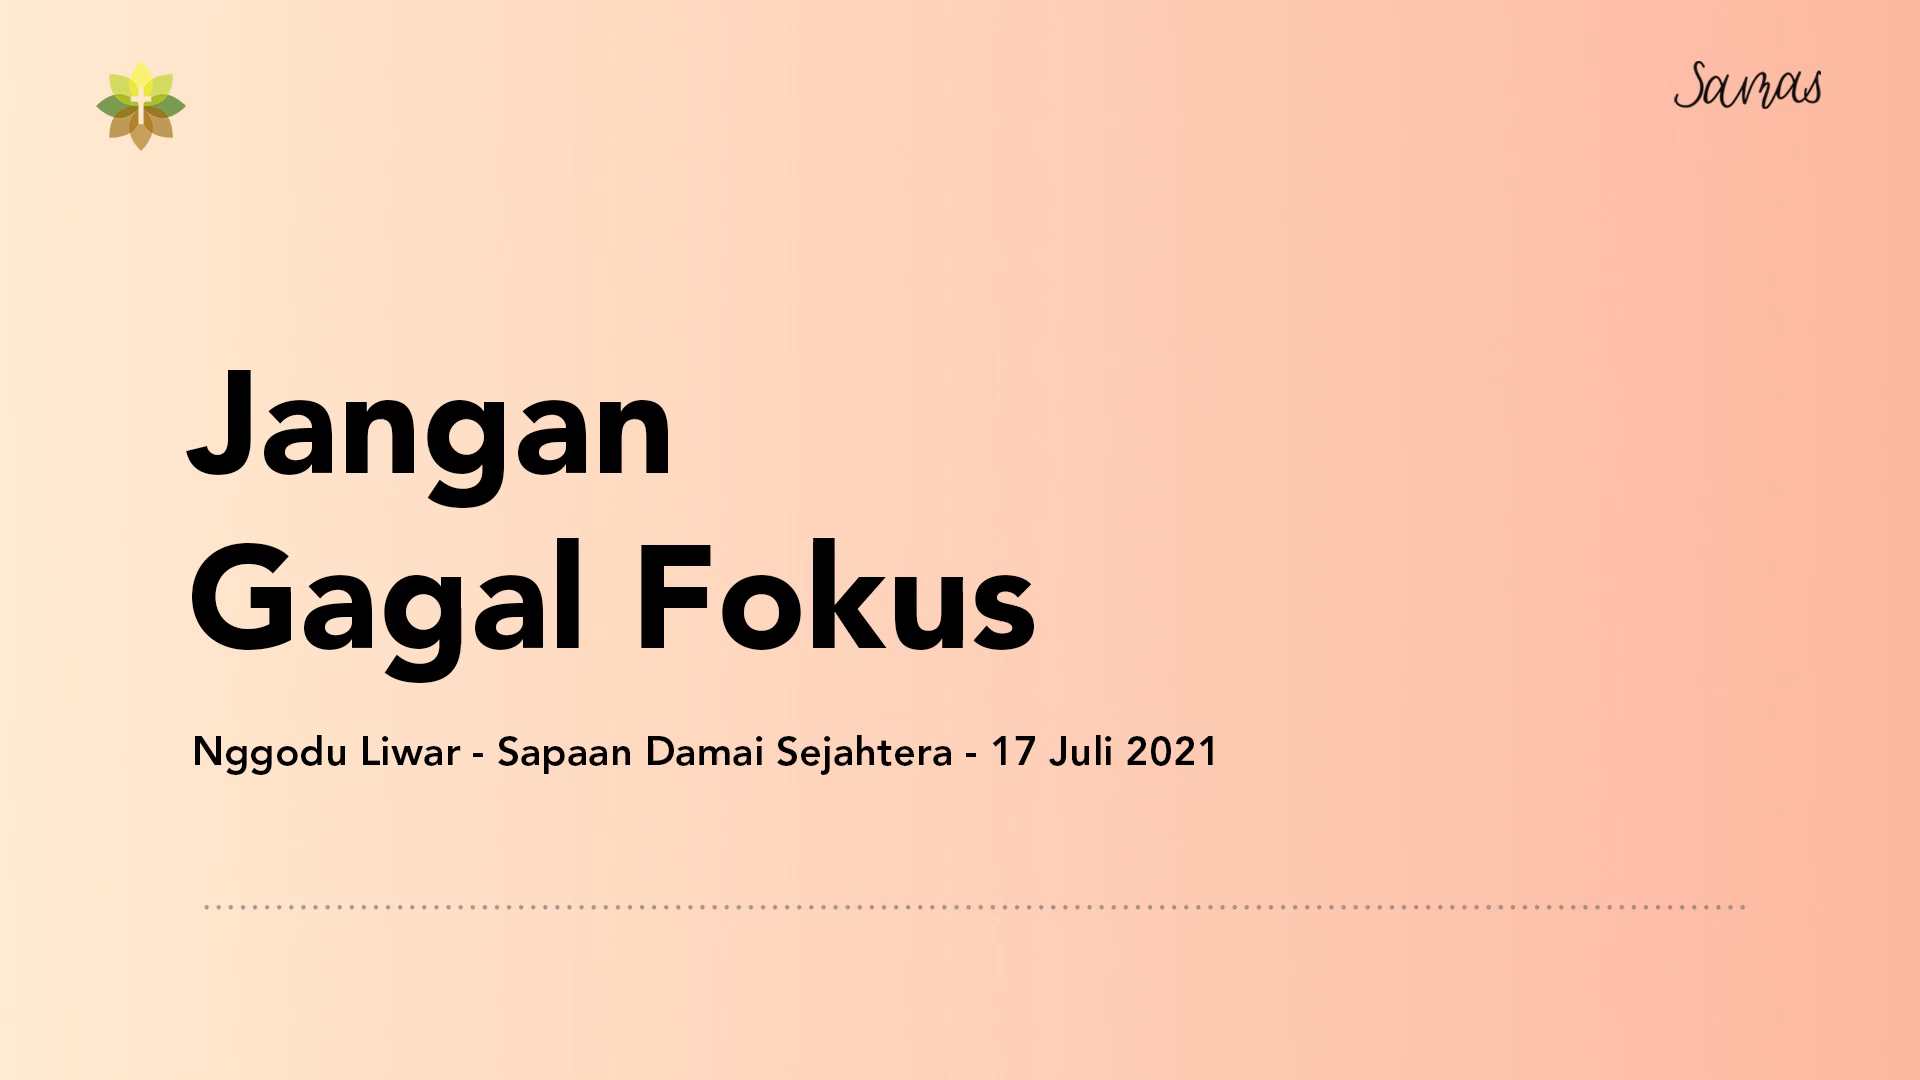 Samas
Jangan
Gagal Fokus
Nggodu Liwar - Sapaan Damai Sejahtera - 17 Juli 2021